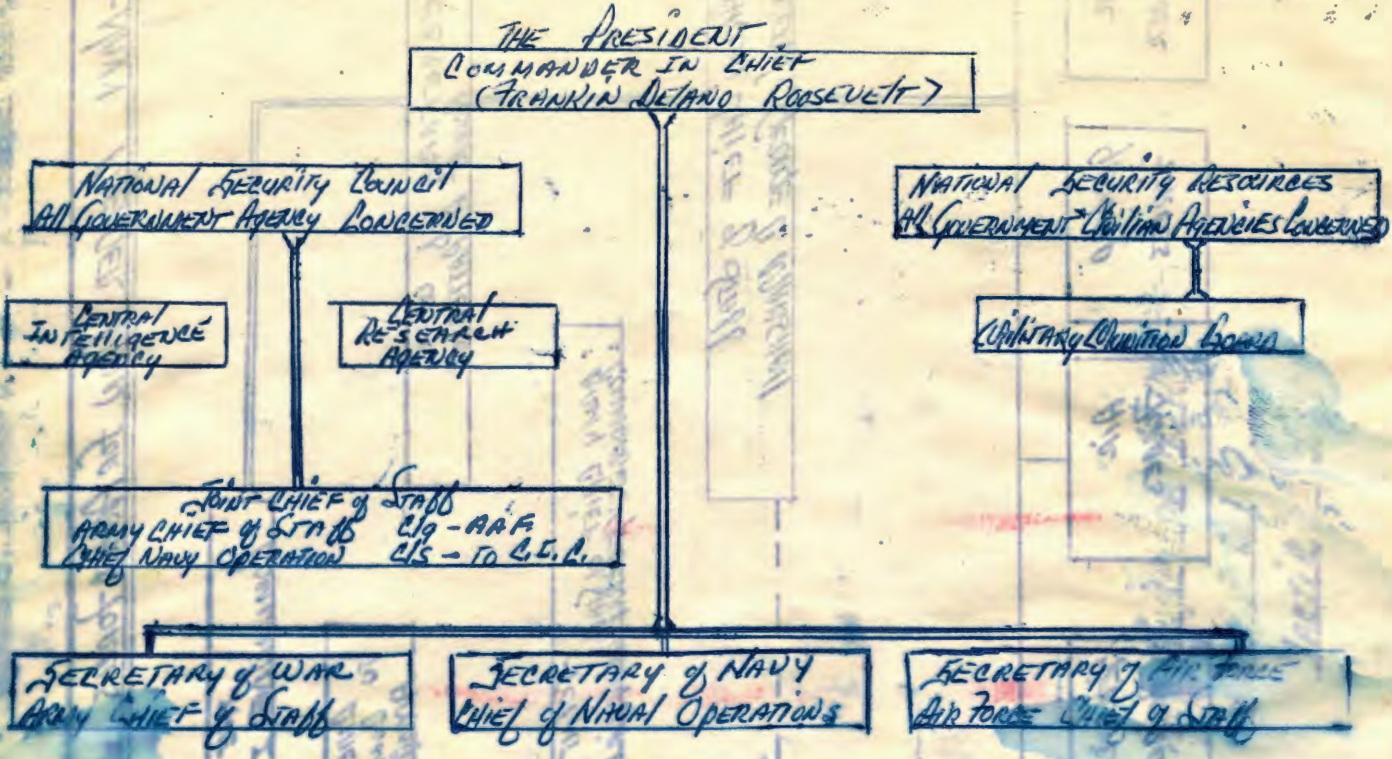 THE PRESIDENT
COMMANDER IN CHIEF
(FRANKIN DELANO ROOSEVELT)
NATIONAL SECURITY COUNCIL
All GOVERNMENT AGENCY CONCERNED
NATIONAL SECURITY RESOURCES
All GOVERNMENT CIVILIAN AGENCIES CONCERNED
CENTRAL
INTELLIGENCE
AGENCY
CENTRAL
RESEARCH
AGENCY
MILITARY MUNITION BOARD
JOINT CHIEF of STAFF
ARMY CHIEF of STAFF C/G - AAF
CHIEF NAVY OPERATION C/S - TO C.I.C.
SECRETARY of WAR
ARMY CHIEF of STAFF
SECRETARY of NAVY
CHIEF of NAVAL OPERATIONS
SECRETARY of AIR FORCE
AIR FORCE CHIEF of STAFF